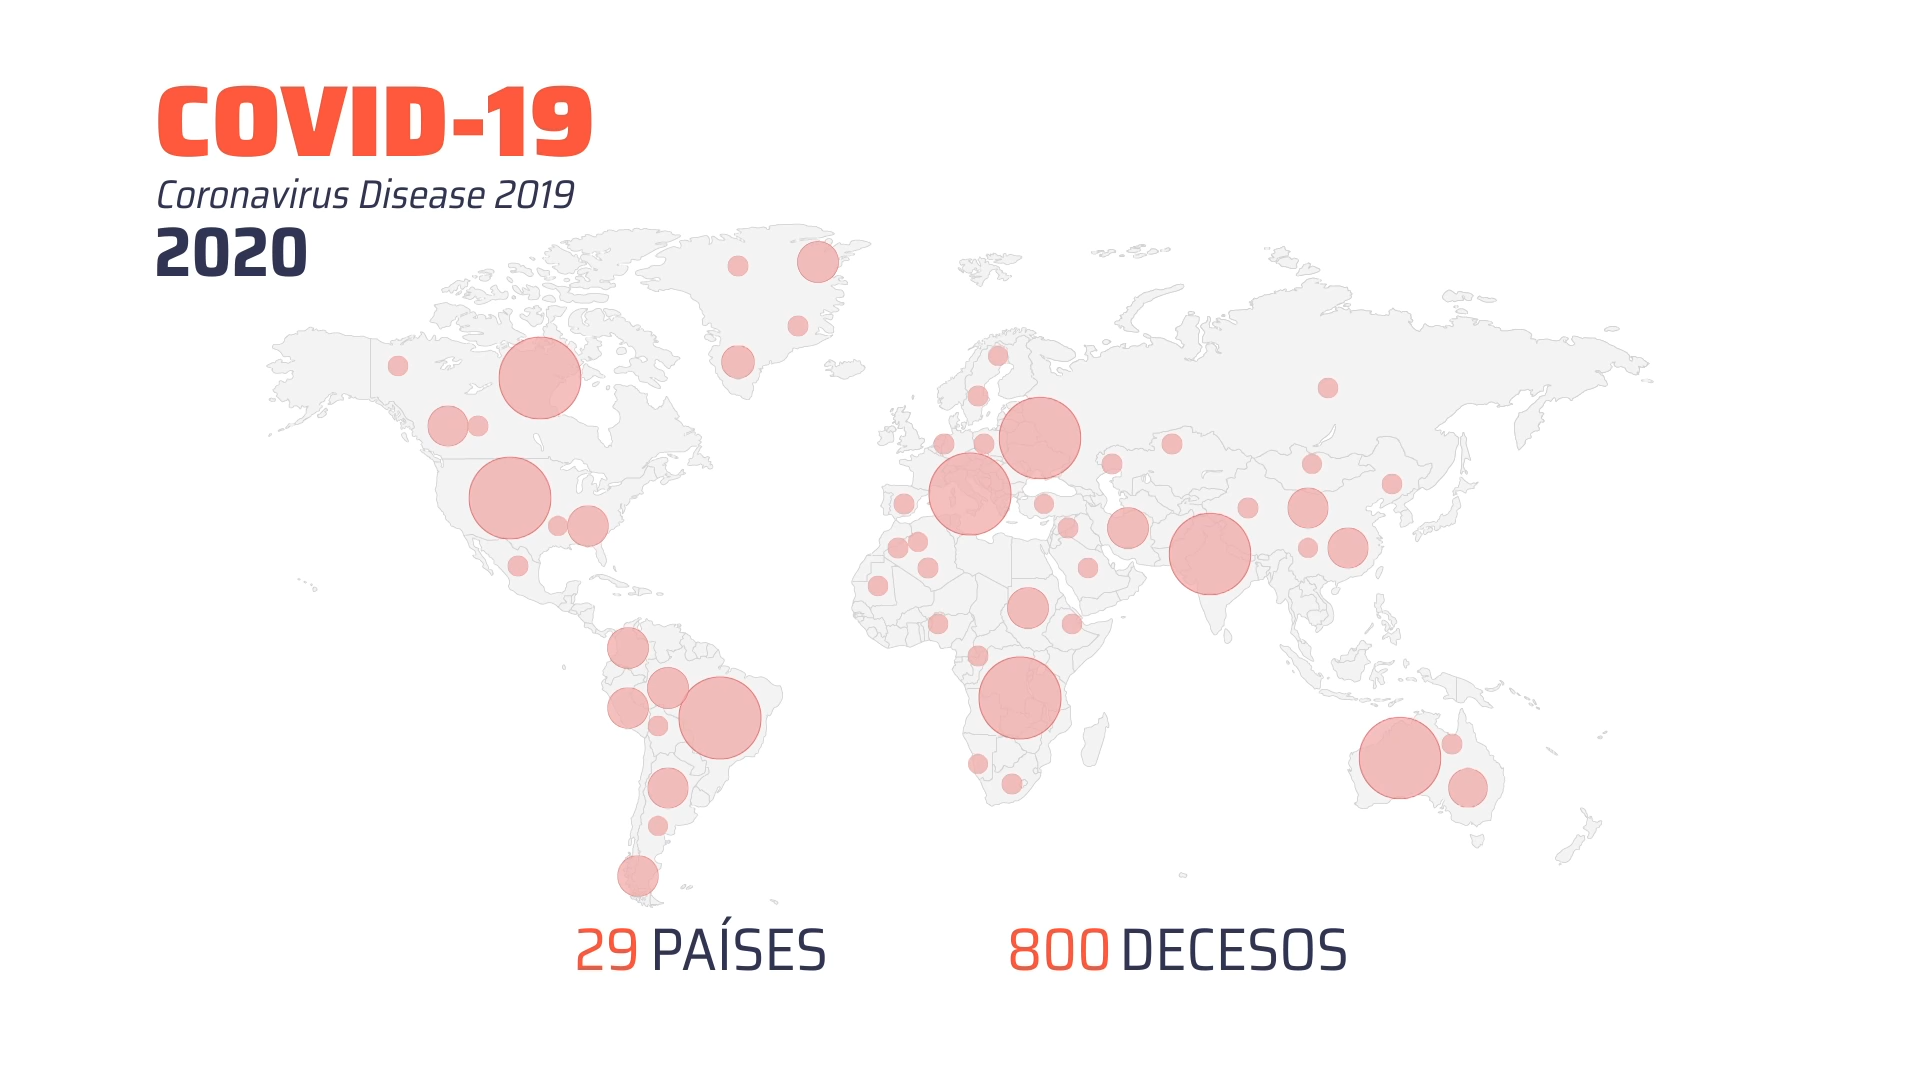 COVID-19
Coronavirus Disease 2019
2020
29 PAÍSES
800 DECESOS